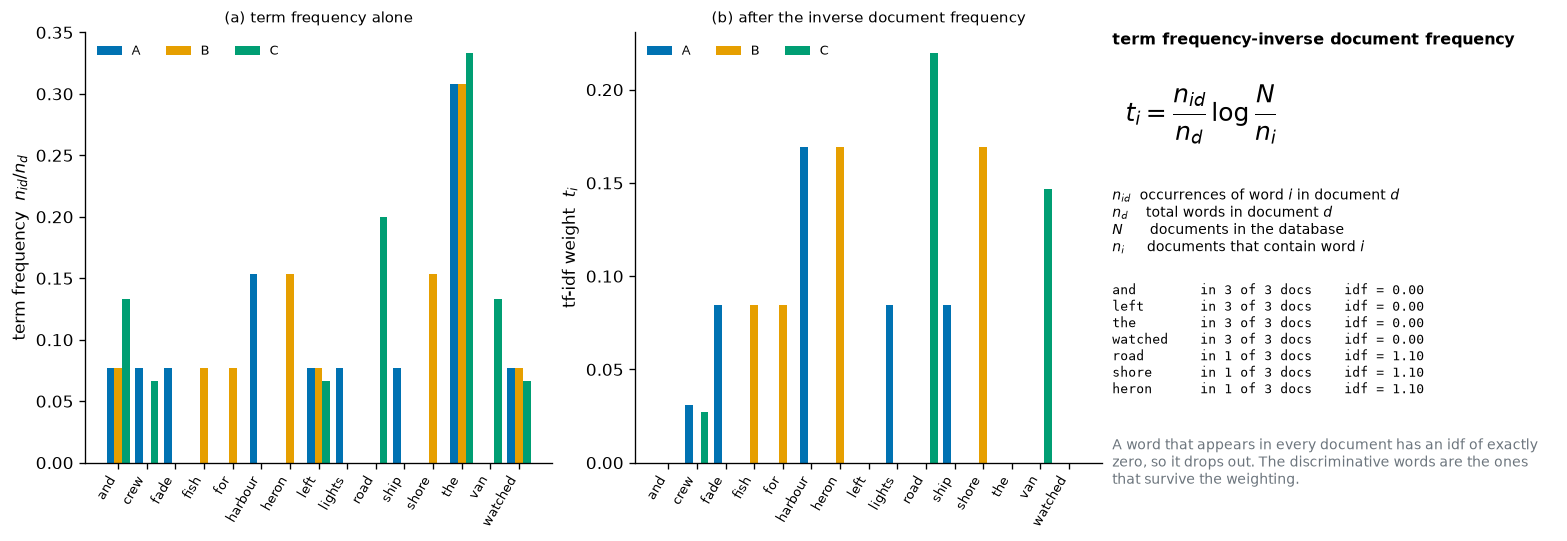 (a) term frequency alone
term frequency n_{id}/n_d
0.35
0.30
0.25
0.20
0.15
0.10
0.05
0.00
A B C
and crew fade fish for harbour heron left lights road ship shore the van watched
(b) after the inverse document frequency
tf-idf weight t_i
0.20
0.15
0.10
0.05
0.00
A B C
and crew fade fish for harbour heron left lights road ship shore the van watched
term frequency-inverse document frequency
t_i = \frac{n_{id}}{n_d} \log \frac{N}{n_i}
n_{id} occurrences of word i in document d
n_d total words in document d
N documents in the database
n_i documents that contain word i
and in 3 of 3 docs idf = 0.00
left in 3 of 3 docs idf = 0.00
the in 3 of 3 docs idf = 0.00
watched in 3 of 3 docs idf = 0.00
road in 1 of 3 docs idf = 1.10
shore in 1 of 3 docs idf = 1.10
heron in 1 of 3 docs idf = 1.10
A word that appears in every document has an idf of exactly
zero, so it drops out. The discriminative words are the ones
that survive the weighting.